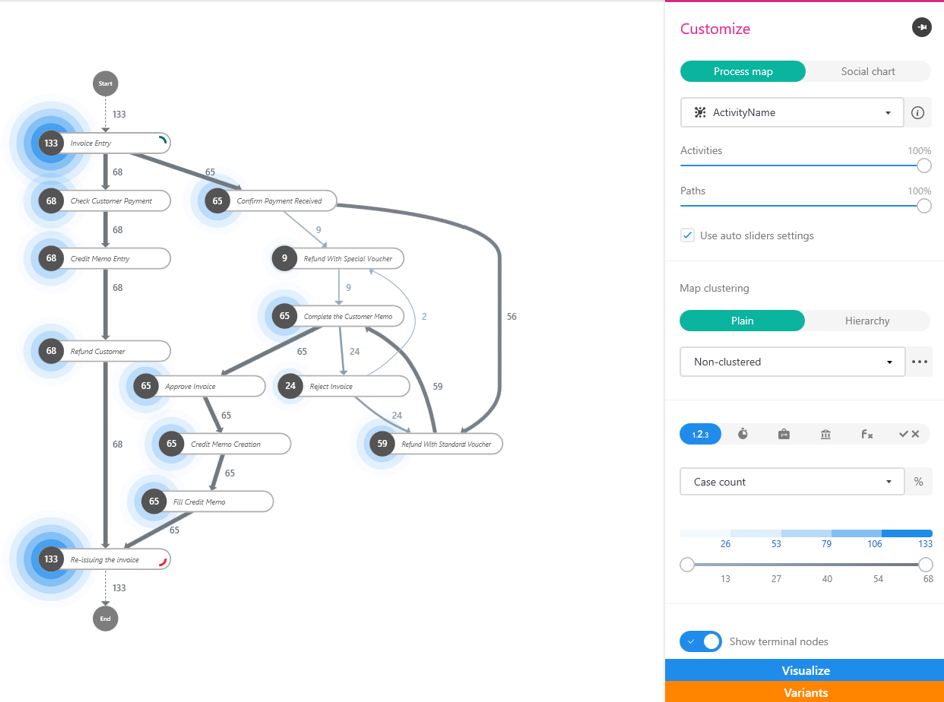 Start
133
133 Invoice Entry
68
65
68 Check Customer Payment
65 Confirm Payment Received
68
9
68 Credit Memo Entry
9 Refund With Special Voucher
68
9
65 Complete the Customer Memo
2
56
65
24
68 Refund Customer
65 Approve Invoice
24 Reject Invoice
59
65
24
68
65 Credit Memo Creation
59 Refund With Standard Voucher
65
65 Fill Credit Memo
65
133 Re-issuing the invoice
133
End
Customize
Process map
Social chart
ActivityName
Activities 100%
Paths 100%
Use auto sliders settings
Map clustering
Plain
Hierarchy
Non-clustered
1.2.3
fx
Case count
%
26 53 79 106 133
13 27 40 54 68
Show terminal nodes
Visualize
Variants